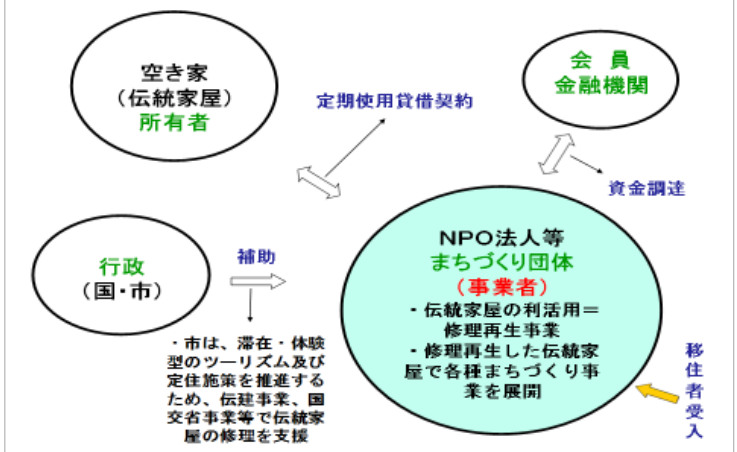 空き家
（伝統家屋）
所有者
会　員
金融機関
定期使用貸借契約
資金調達
行政
（国・市）
補助
・市は、滞在・体験
型のツーリズム及び
定住施策を推進する
ため、伝建事業、国
交省事業等で伝統家
屋の修理を支援
NPO法人等
まちづくり団体
（事業者）
・伝統家屋の利活用＝
修理再生事業
・修理再生した伝統家
屋で各種まちづくり事
業を展開
移住者受入